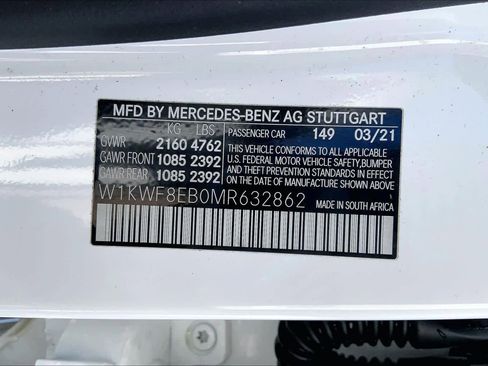 MFD BY MERCEDES-BENZ AG STUTTGART
KG LBS PASSENGER CAR 149 03/21
GVWR 2160 4762
GAWR FRONT 1085 2392
GAWR REAR 1085 2392
THIS VEHICLE CONFORMS TO ALL APPLICABLE
U.S. FEDERAL MOTOR VEHICLE SAFETY,BUMPER,
AND THEFT PREVENTION STANDARDS IN
EFFECT ON THE DATE OF MANUFACTURE
SHOWN ABOVE.
W1KWF8EB0MR632862
MADE IN SOUTH AFRICA